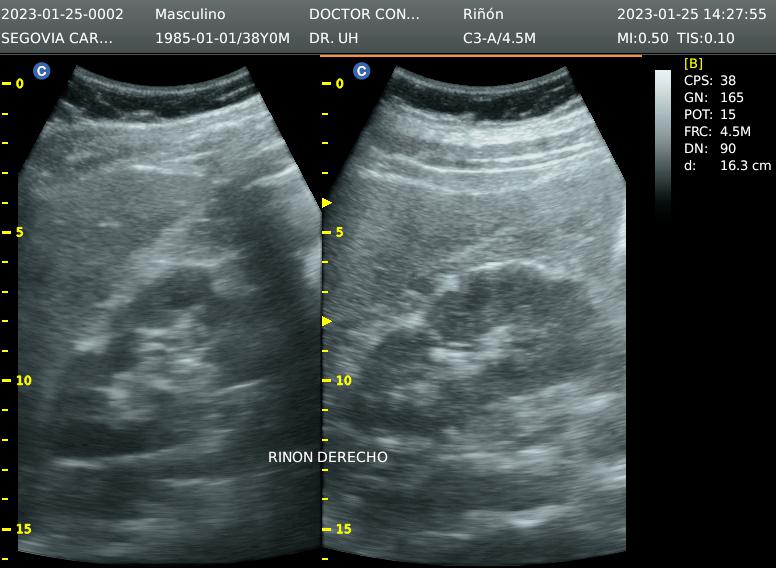 2023-01-25-0002 Masculino DOCTOR CON... Riñón 2023-01-25 14:27:55
SEGOVIA CAR... 1985-01-01/38Y0M DR. UH C3-A/4.5M MI:0.50 TIS:0.10
C
C
[B]
CPS: 38
GN: 165
POT: 15
FRC: 4.5M
DN: 90
d: 16.3 cm
0
0
5
5
10
10
RINON DERECHO
15
15